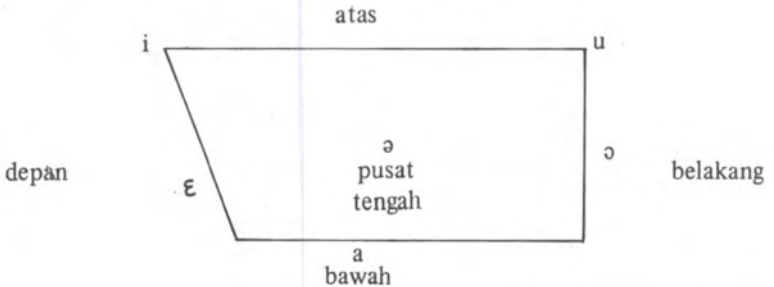 atas
i u
ə
depan pusat ɔ belakang
ɛ tengah
a
bawah